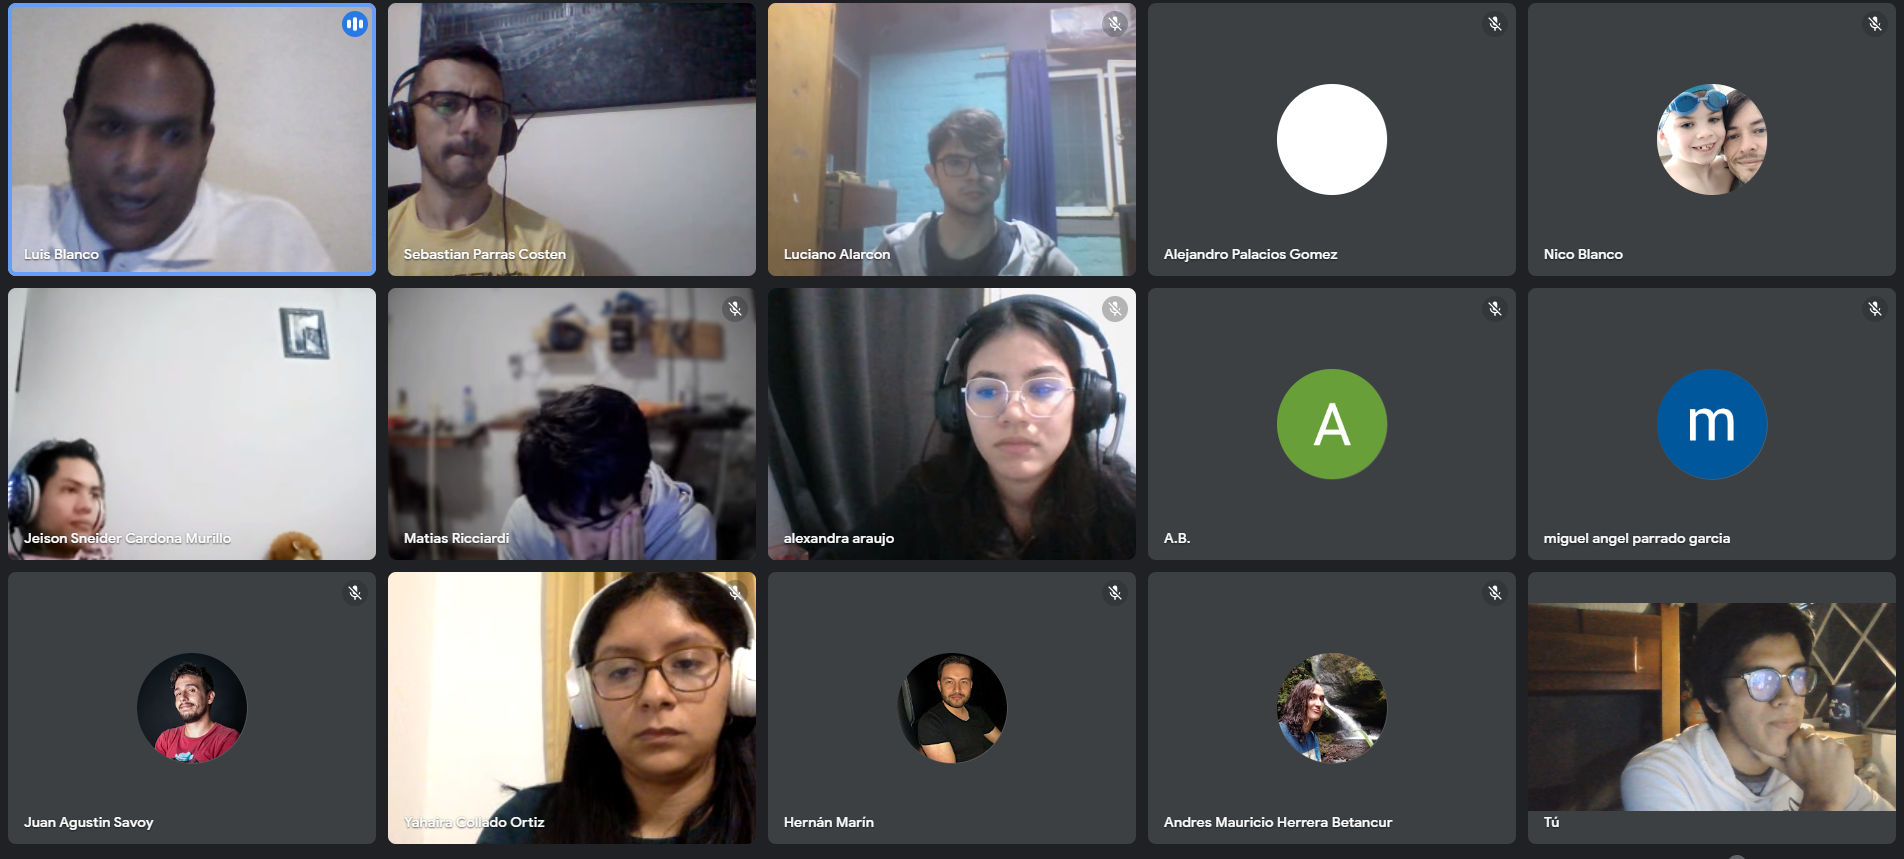 Luis Blanco
Sebastian Parras Costen
Luciano Alarcon
Alejandro Palacios Gomez
Nico Blanco
Jeison Sneider Cardona Murillo
Matias Ricciardi
alexandra araujo
A
A.B.
m
miguel angel parrado garcia
Juan Agustin Savoy
Yahaira Collado Ortiz
Hernán Marín
Andres Mauricio Herrera Betancur
Tú